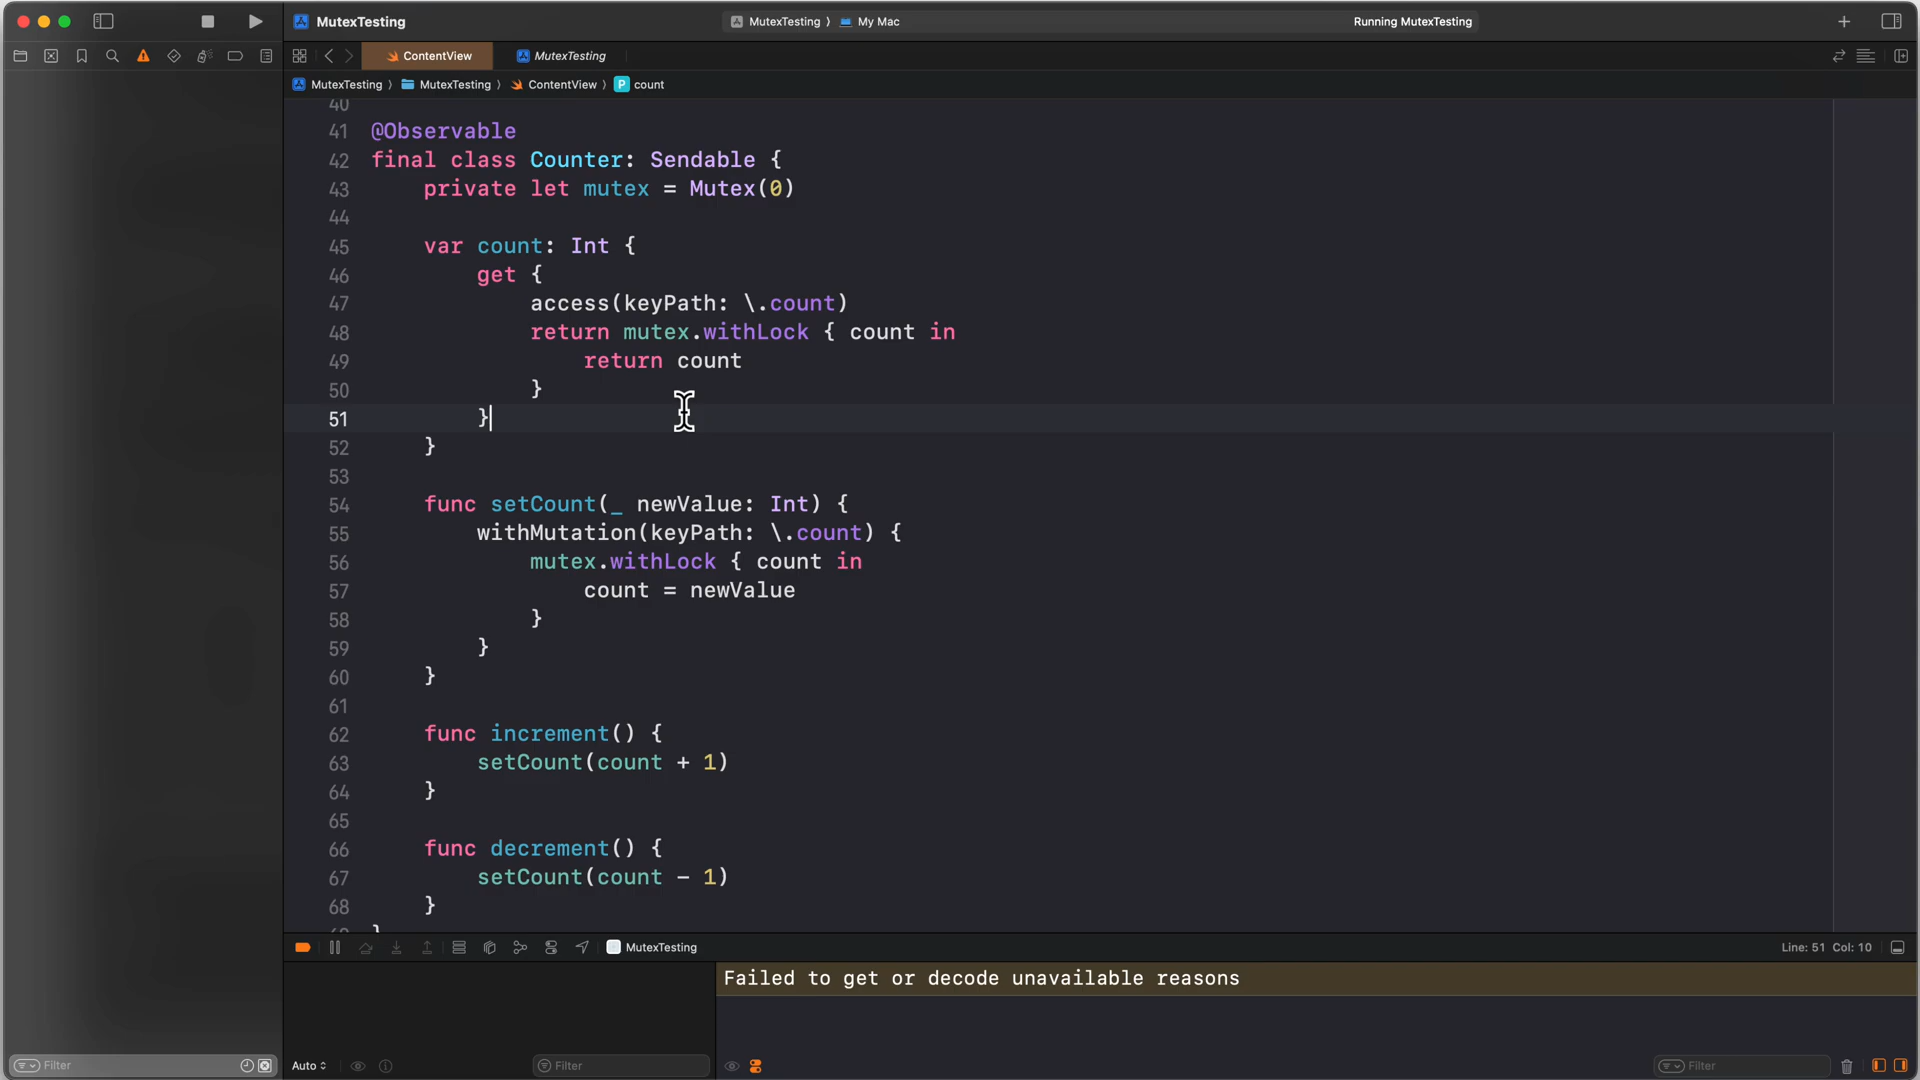 MutexTesting
MutexTesting 〉 My Mac
Running MutexTesting
ContentView
MutexTesting
MutexTesting 〉 MutexTesting 〉 ContentView 〉 P count
40
41 @Observable
42 final class Counter: Sendable {
43 private let mutex = Mutex(0)
44
45 var count: Int {
46 get {
47 access(keyPath: \.count)
48 return mutex.withLock { count in
49 return count
50 }
51 }
52 }
53
54 func setCount(_ newValue: Int) {
55 withMutation(keyPath: \.count) {
56 mutex.withLock { count in
57 count = newValue
58 }
59 }
60 }
61
62 func increment() {
63 setCount(count + 1)
64 }
65
66 func decrement() {
67 setCount(count - 1)
68 }
}
MutexTesting
Line: 51 Col: 10
Failed to get or decode unavailable reasons
Filter
Auto
Filter
Filter